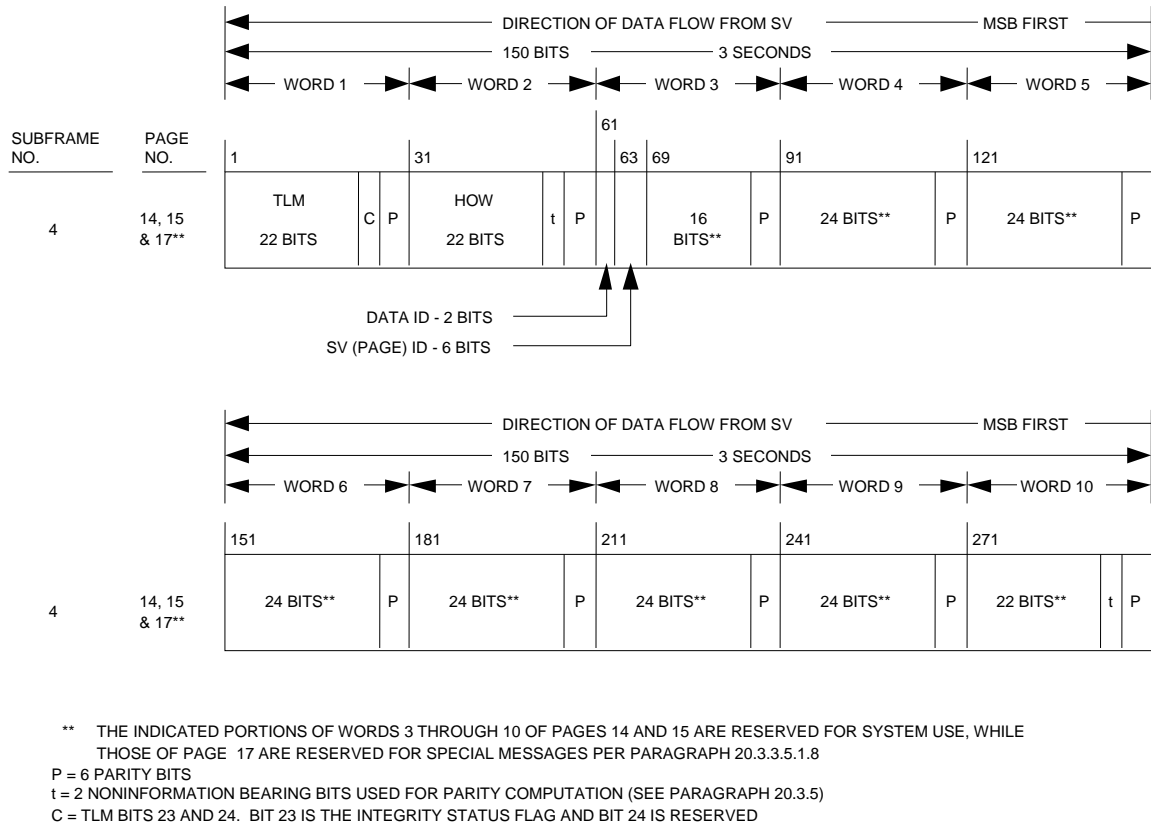 DIRECTION OF DATA FLOW FROM SV MSB FIRST
150 BITS 3 SECONDS
WORD 1 WORD 2 WORD 3 WORD 4 WORD 5
SUBFRAME NO. PAGE NO.
1 31 61 63 69 91 121
4 14, 15 & 17** TLM 22 BITS C P HOW 22 BITS t P 16 BITS** P 24 BITS** P 24 BITS** P
DATA ID - 2 BITS
SV (PAGE) ID - 6 BITS
DIRECTION OF DATA FLOW FROM SV MSB FIRST
150 BITS 3 SECONDS
WORD 6 WORD 7 WORD 8 WORD 9 WORD 10
151 181 211 241 271
4 14, 15 & 17** 24 BITS** P 24 BITS** P 24 BITS** P 24 BITS** P 22 BITS** t P
** THE INDICATED PORTIONS OF WORDS 3 THROUGH 10 OF PAGES 14 AND 15 ARE RESERVED FOR SYSTEM USE, WHILE
THOSE OF PAGE 17 ARE RESERVED FOR SPECIAL MESSAGES PER PARAGRAPH 20.3.3.5.1.8
P = 6 PARITY BITS
t = 2 NONINFORMATION BEARING BITS USED FOR PARITY COMPUTATION (SEE PARAGRAPH 20.3.5)
C = TLM BITS 23 AND 24. BIT 23 IS THE INTEGRITY STATUS FLAG AND BIT 24 IS RESERVED